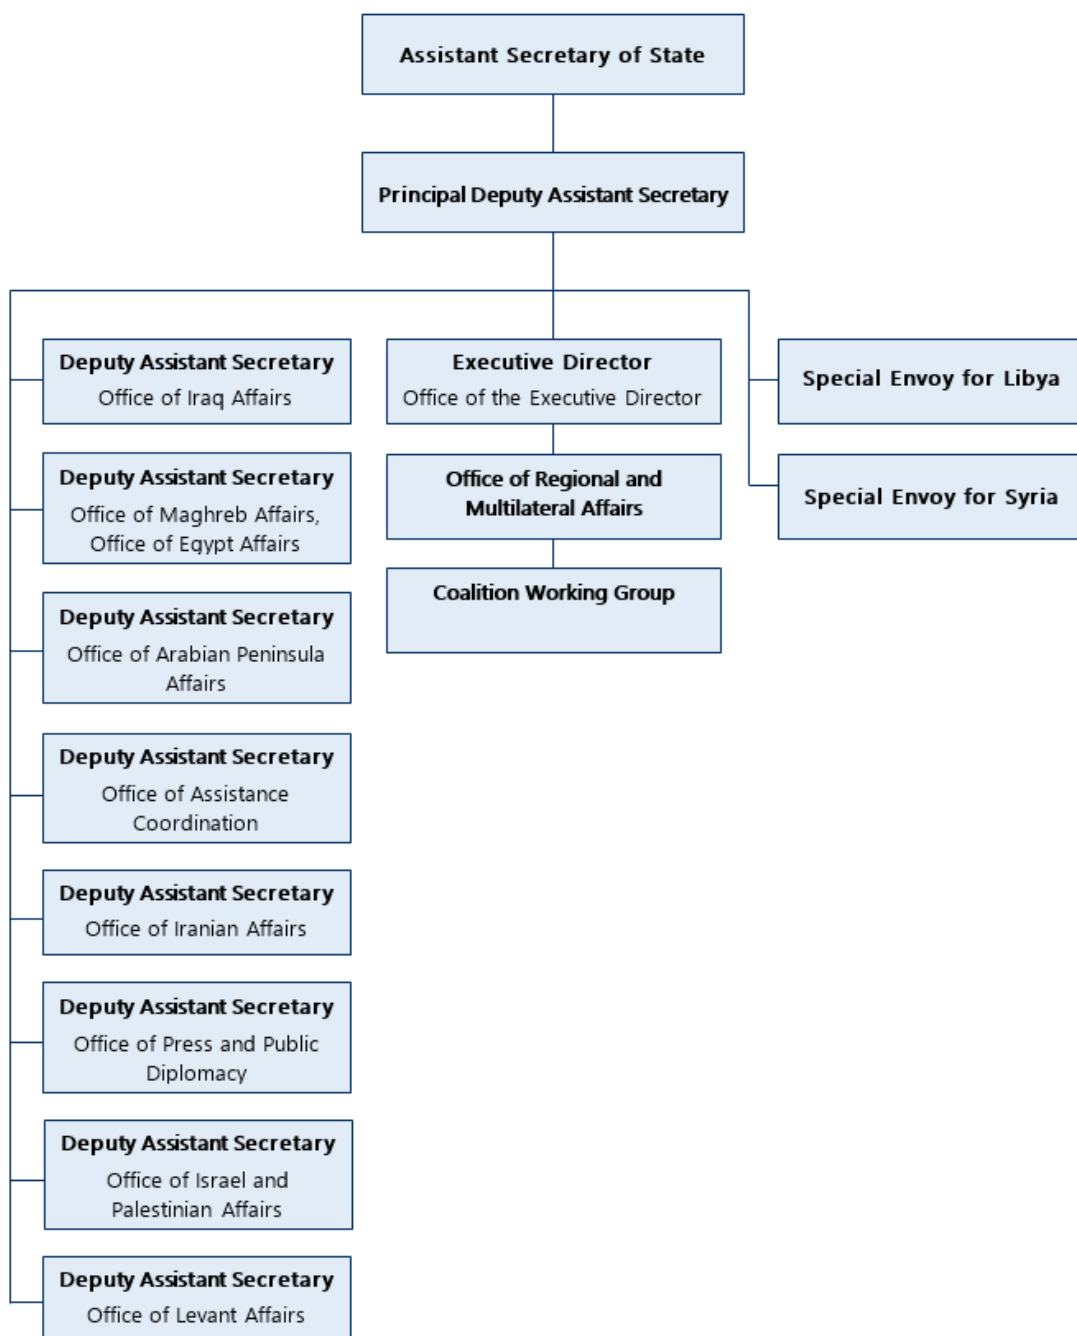 Assistant Secretary of State
Principal Deputy Assistant Secretary
Deputy Assistant Secretary
Office of Iraq Affairs
Deputy Assistant Secretary
Office of Maghreb Affairs,
Office of Egypt Affairs
Deputy Assistant Secretary
Office of Arabian Peninsula
Affairs
Deputy Assistant Secretary
Office of Assistance
Coordination
Deputy Assistant Secretary
Office of Iranian Affairs
Deputy Assistant Secretary
Office of Press and Public
Diplomacy
Deputy Assistant Secretary
Office of Israel and
Palestinian Affairs
Deputy Assistant Secretary
Office of Levant Affairs
Executive Director
Office of the Executive Director
Office of Regional and
Multilateral Affairs
Coalition Working Group
Special Envoy for Libya
Special Envoy for Syria